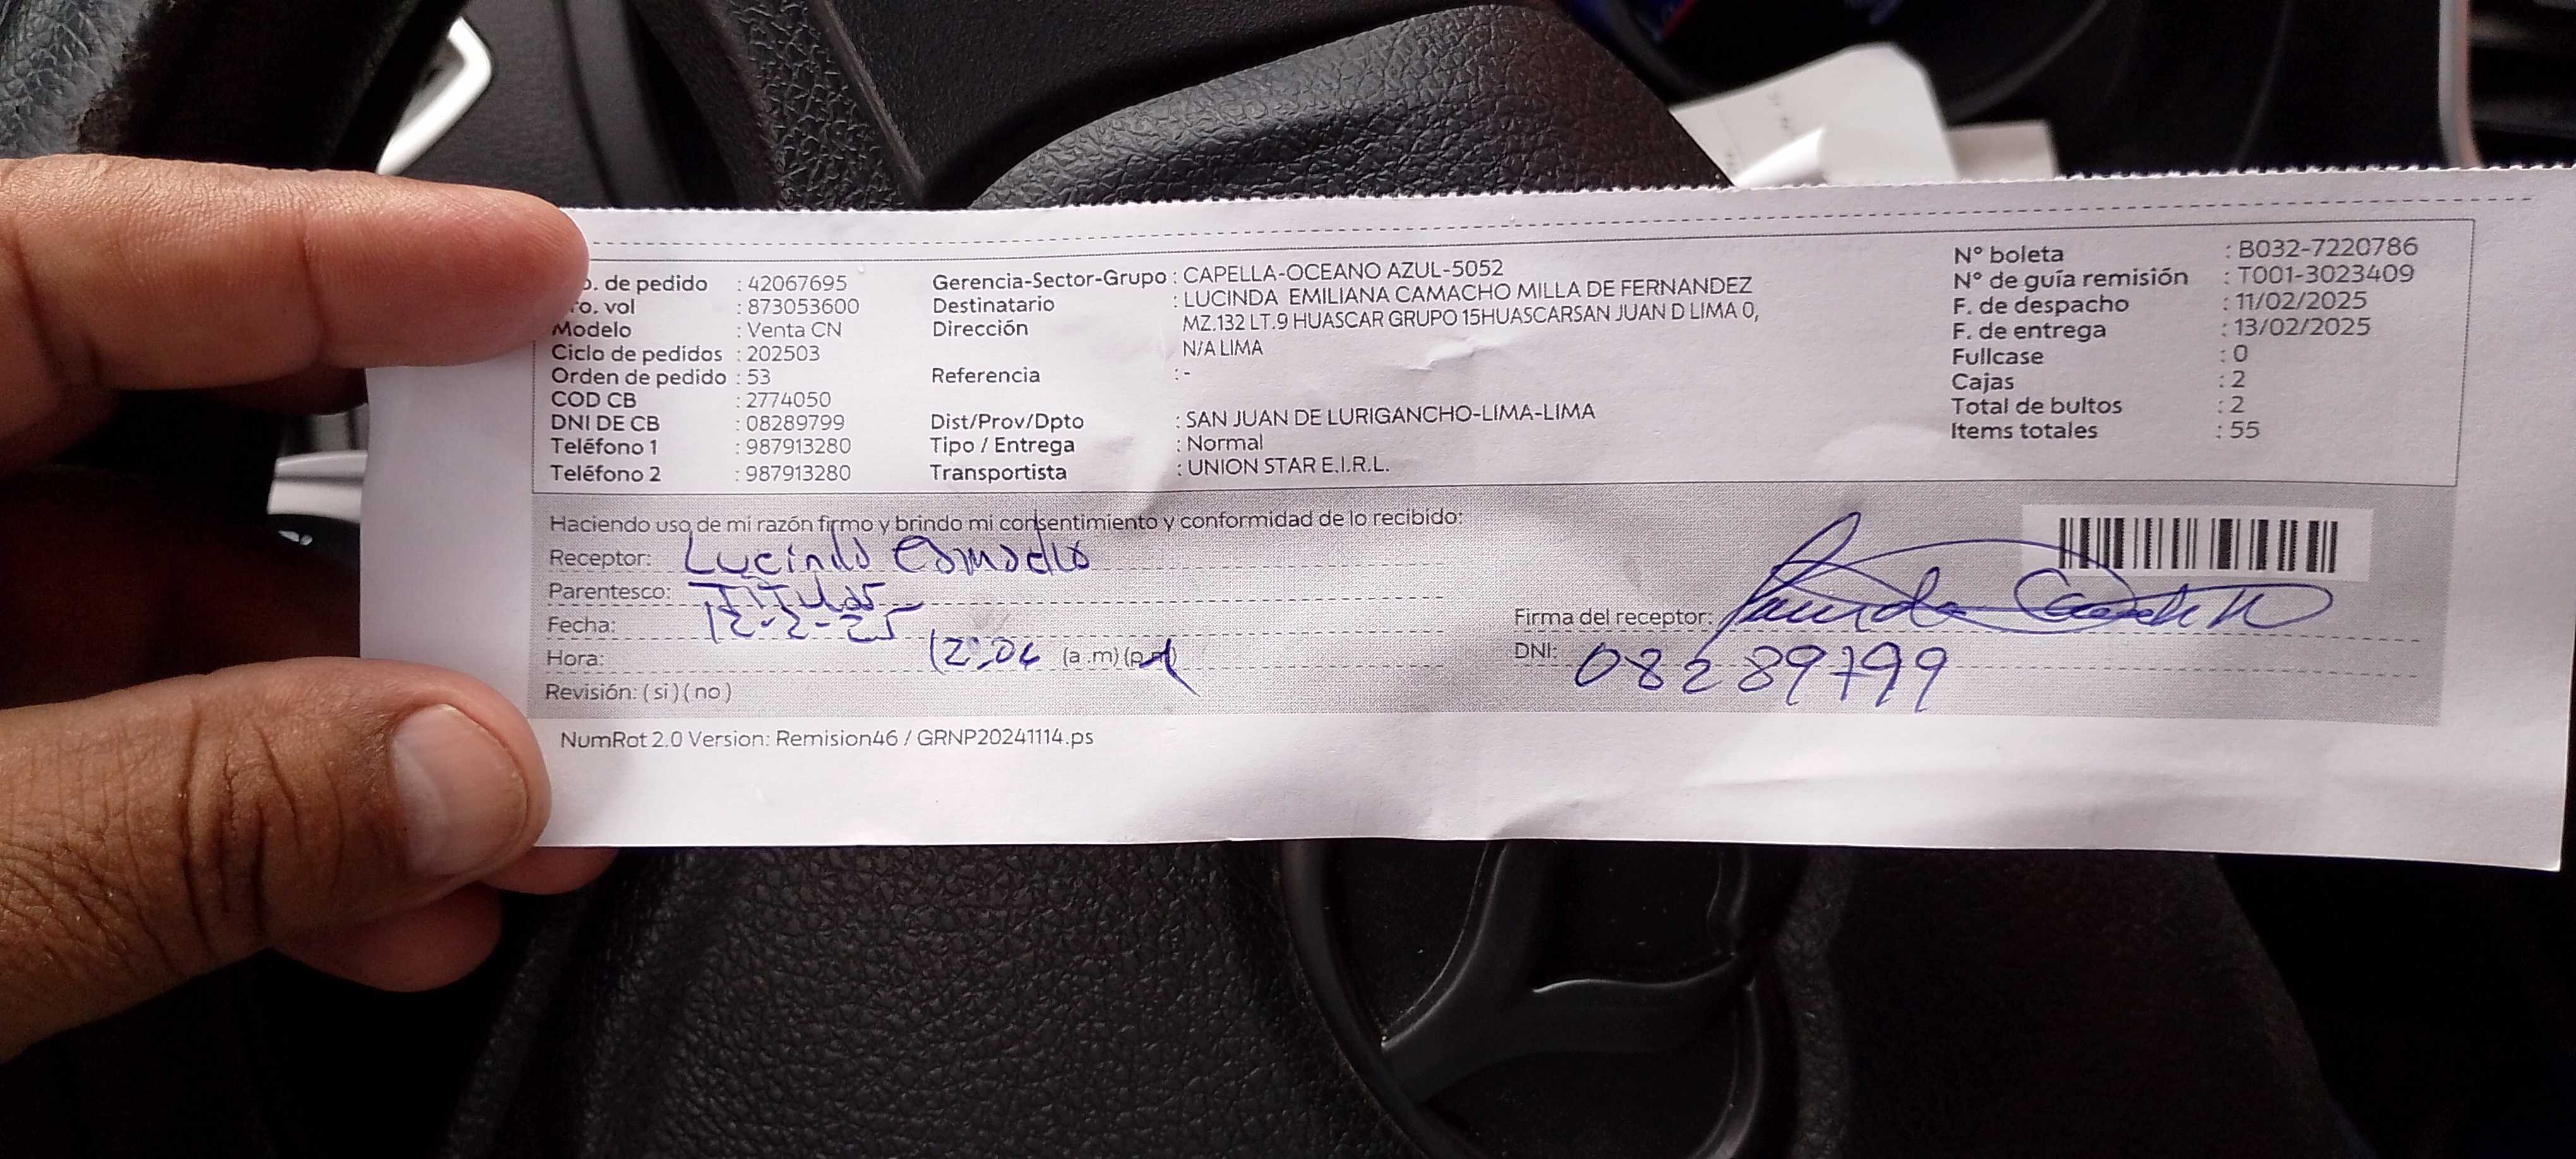 o. de pedido : 42067695
ro. vol : 873053600
Modelo : Venta CN
Ciclo de pedidos : 202503
Orden de pedido : 53
COD CB : 2774050
DNI DE CB : 08289799
Teléfono 1 : 987913280
Teléfono 2 : 987913280
Gerencia-Sector-Grupo : CAPELLA-OCEANO AZUL-5052
Destinatario : LUCINDA EMILIANA CAMACHO MILLA DE FERNANDEZ
Dirección MZ.132 LT.9 HUASCAR GRUPO 15HUASCARSAN JUAN D LIMA 0,
N/A LIMA
Referencia : -
Dist/Prov/Dpto : SAN JUAN DE LURIGANCHO-LIMA-LIMA
Tipo / Entrega : Normal
Transportista : UNION STAR E.I.R.L.
N° boleta : B032-7220786
N° de guía remisión : T001-3023409
F. de despacho : 11/02/2025
F. de entrega : 13/02/2025
Fullcase : 0
Cajas : 2
Total de bultos : 2
Items totales : 55
Haciendo uso de mi razón firmo y brindo mi consentimiento y conformidad de lo recibido:
Receptor: Lucinda Camacho
Parentesco: Titular
Fecha: 12-2-25
Hora: 12:06 (a .m) (p.m)
Revisión: ( si ) ( no )
Firma del receptor:
DNI: 08289799
NumRot 2.0 Version: Remision46 / GRNP20241114.ps